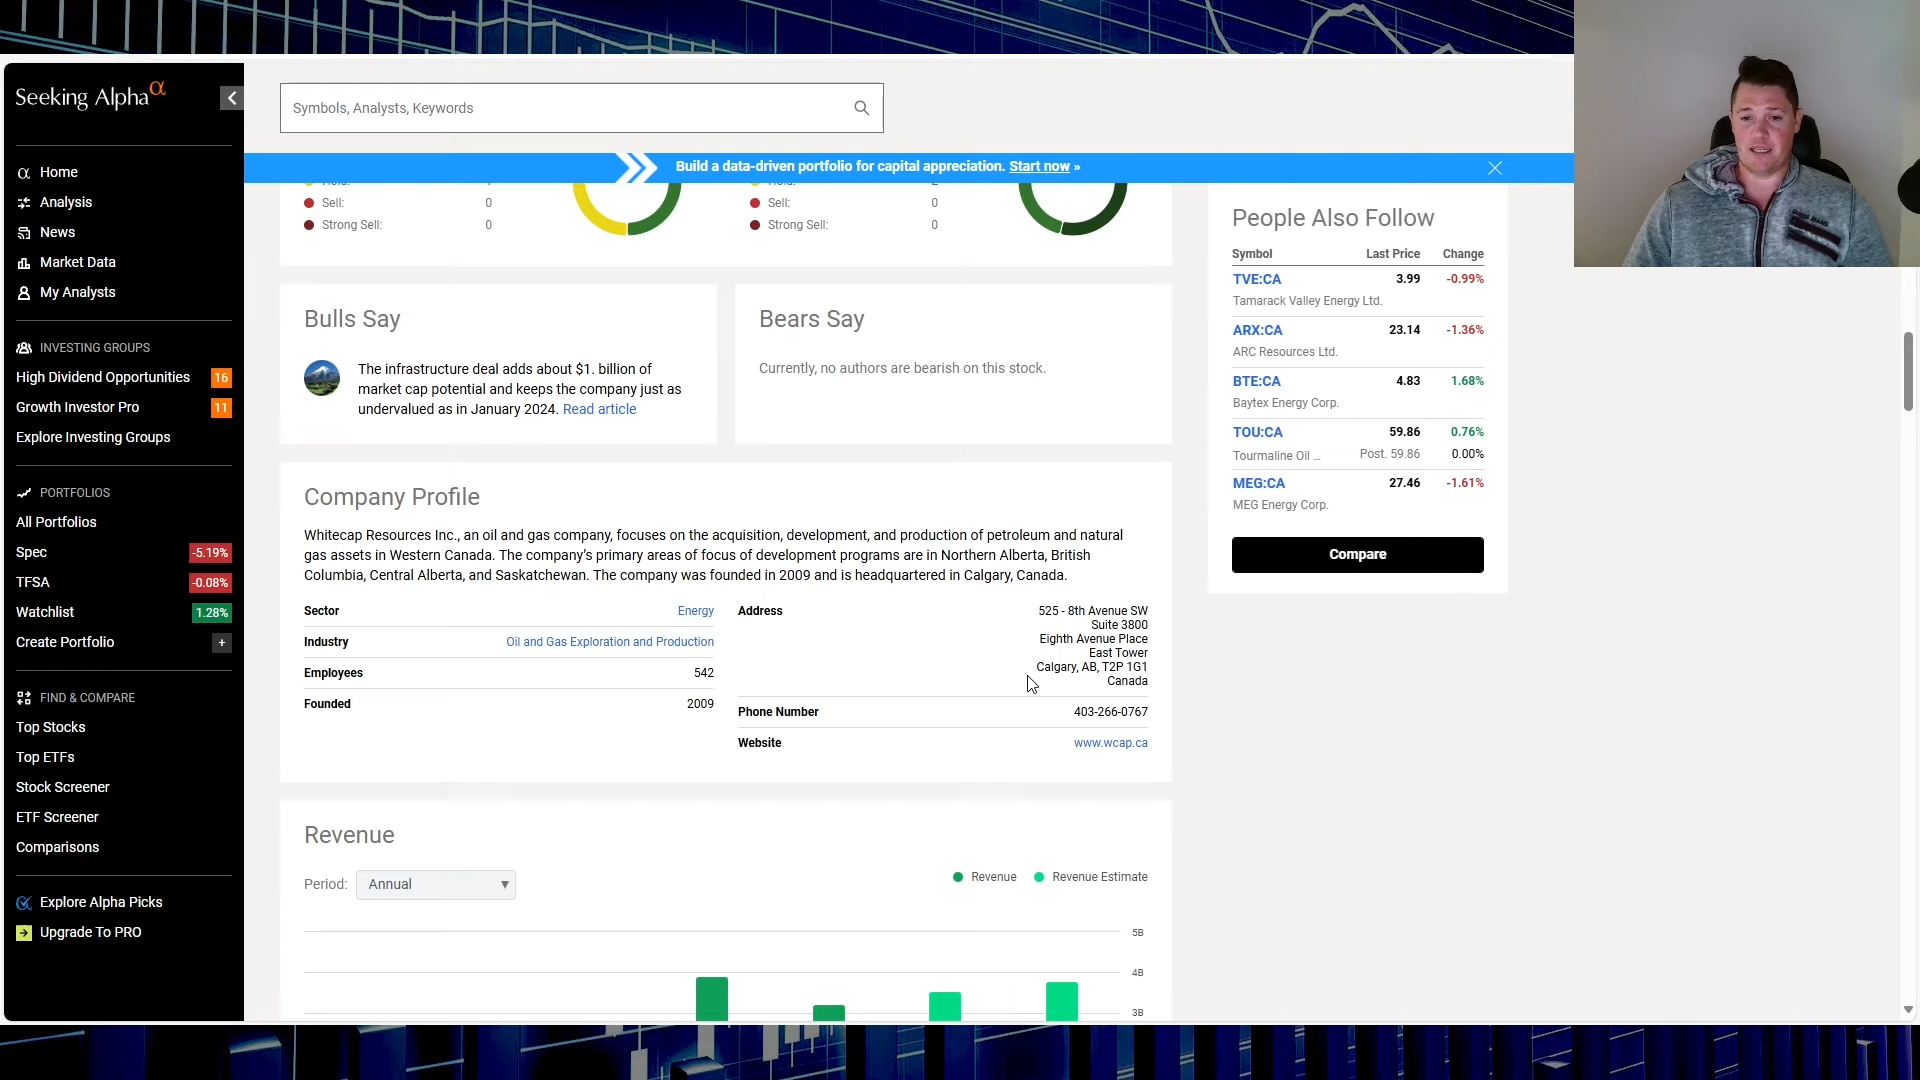 Seeking Alpha α
Home
Analysis
News
Market Data
My Analysts
INVESTING GROUPS
High Dividend Opportunities 16
Growth Investor Pro 11
Explore Investing Groups
PORTFOLIOS
All Portfolios
Spec -5.19%
TFSA -0.08%
Watchlist 1.28%
Create Portfolio +
FIND & COMPARE
Top Stocks
Top ETFs
Stock Screener
ETF Screener
Comparisons
Explore Alpha Picks
Upgrade To PRO
Symbols, Analysts, Keywords
Build a data-driven portfolio for capital appreciation. Start now »
Sell: 0
Strong Sell: 0
Sell: 0
Strong Sell: 0
Bulls Say
The infrastructure deal adds about $1. billion of
market cap potential and keeps the company just as
undervalued as in January 2024. Read article
Bears Say
Currently, no authors are bearish on this stock.
Company Profile
Whitecap Resources Inc., an oil and gas company, focuses on the acquisition, development, and production of petroleum and natural
gas assets in Western Canada. The company's primary areas of focus of development programs are in Northern Alberta, British
Columbia, Central Alberta, and Saskatchewan. The company was founded in 2009 and is headquartered in Calgary, Canada.
Sector Energy
Industry Oil and Gas Exploration and Production
Employees 542
Founded 2009
Address 525 - 8th Avenue SW
Suite 3800
Eighth Avenue Place
East Tower
Calgary, AB, T2P 1G1
Canada
Phone Number 403-266-0767
Website www.wcap.ca
Revenue
Period: Annual
Revenue Revenue Estimate
5B
4B
3B
People Also Follow
Symbol Last Price Change
TVE:CA 3.99 -0.99%
Tamarack Valley Energy Ltd.
ARX:CA 23.14 -1.36%
ARC Resources Ltd.
BTE:CA 4.83 1.68%
Baytex Energy Corp.
TOU:CA 59.86 0.76%
Tourmaline Oil ... Post. 59.86 0.00%
MEG:CA 27.46 -1.61%
MEG Energy Corp.
Compare